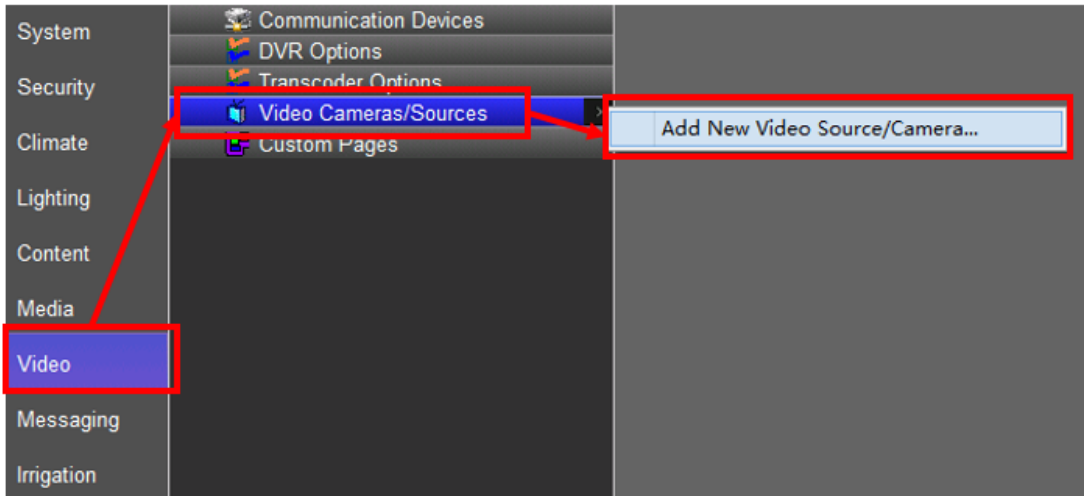 System
Security
Climate
Lighting
Content
Media
Video
Messaging
Irrigation
Communication Devices
DVR Options
Transcoder Options
Video Cameras/Sources
Custom Pages
Add New Video Source/Camera...